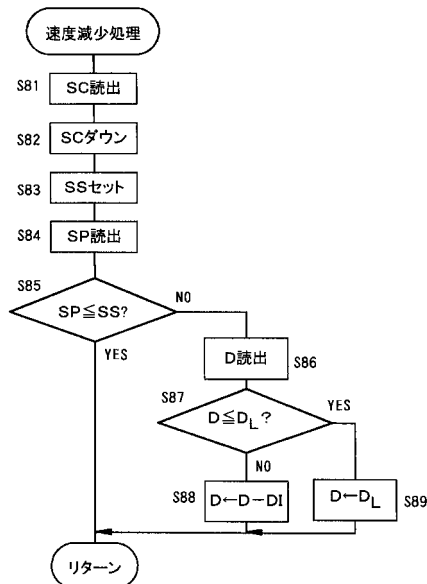 速度減少処理
S81
SC読出
S82
SCダウン
S83
SSセット
S84
SP読出
S85
SP≦SS?
NO
YES
D読出
S86
S87
D≦DL?
YES
NO
S88
D←D-DI
D←DL
S89
リターン